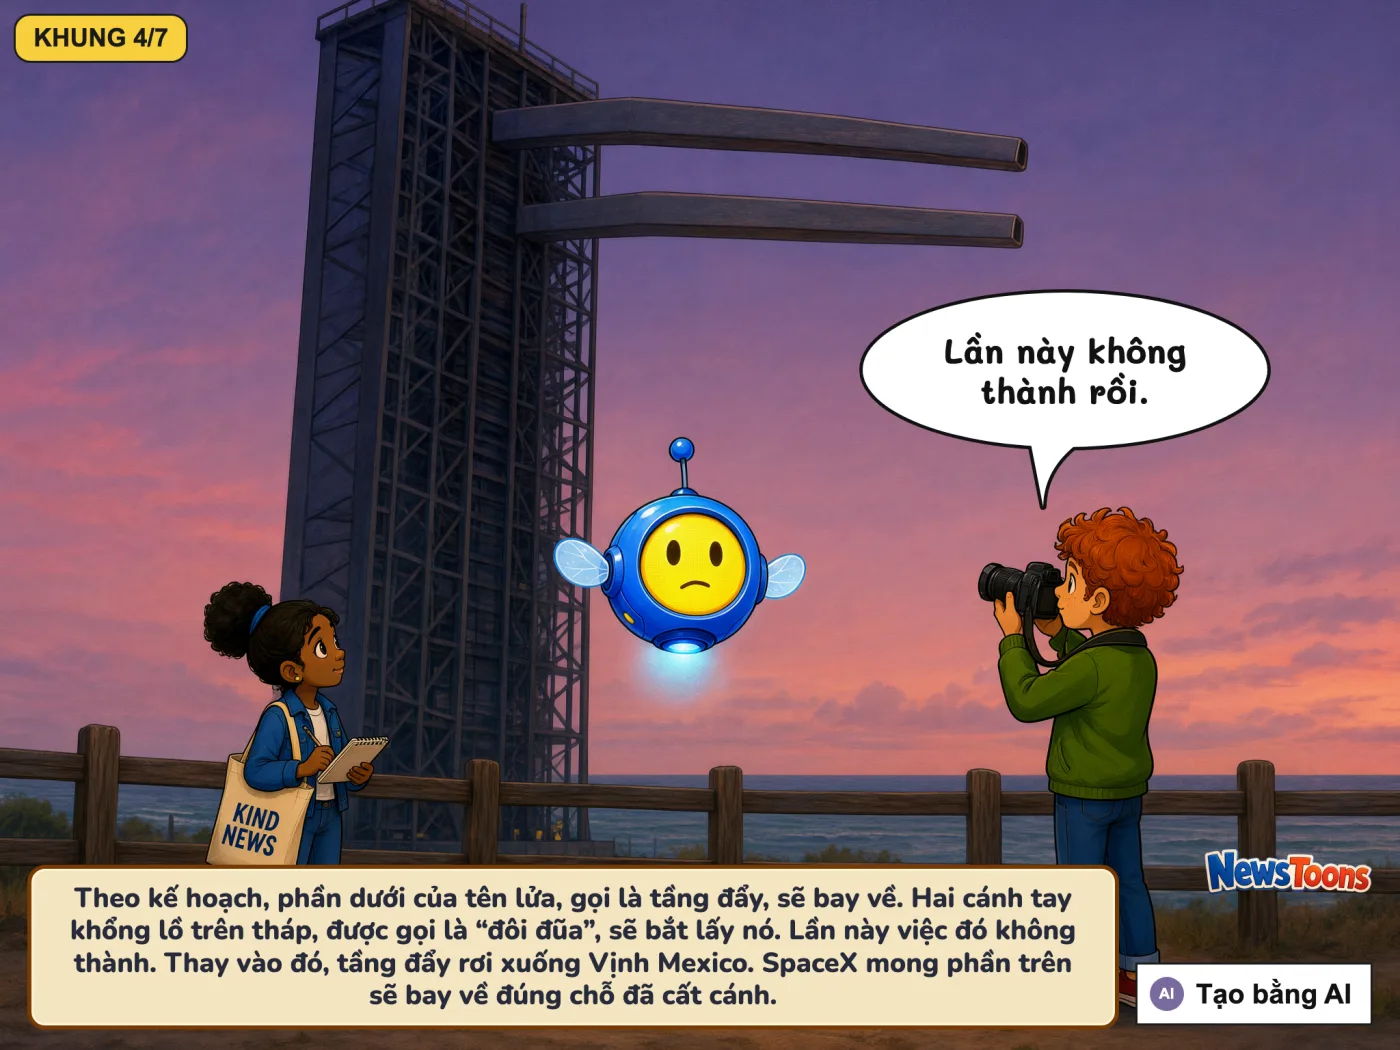 KHUNG 4/7
Lần này không
thành rồi.
KIND
NEWS
Theo kế hoạch, phần dưới của tên lửa, gọi là tầng đẩy, sẽ bay về. Hai cánh tay
khổng lồ trên tháp, được gọi là “đôi đũa”, sẽ bắt lấy nó. Lần này việc đó không
thành. Thay vào đó, tầng đẩy rơi xuống Vịnh Mexico. SpaceX mong phần trên
sẽ bay về đúng chỗ đã cất cánh.
NewsToons
AI Tạo bằng AI